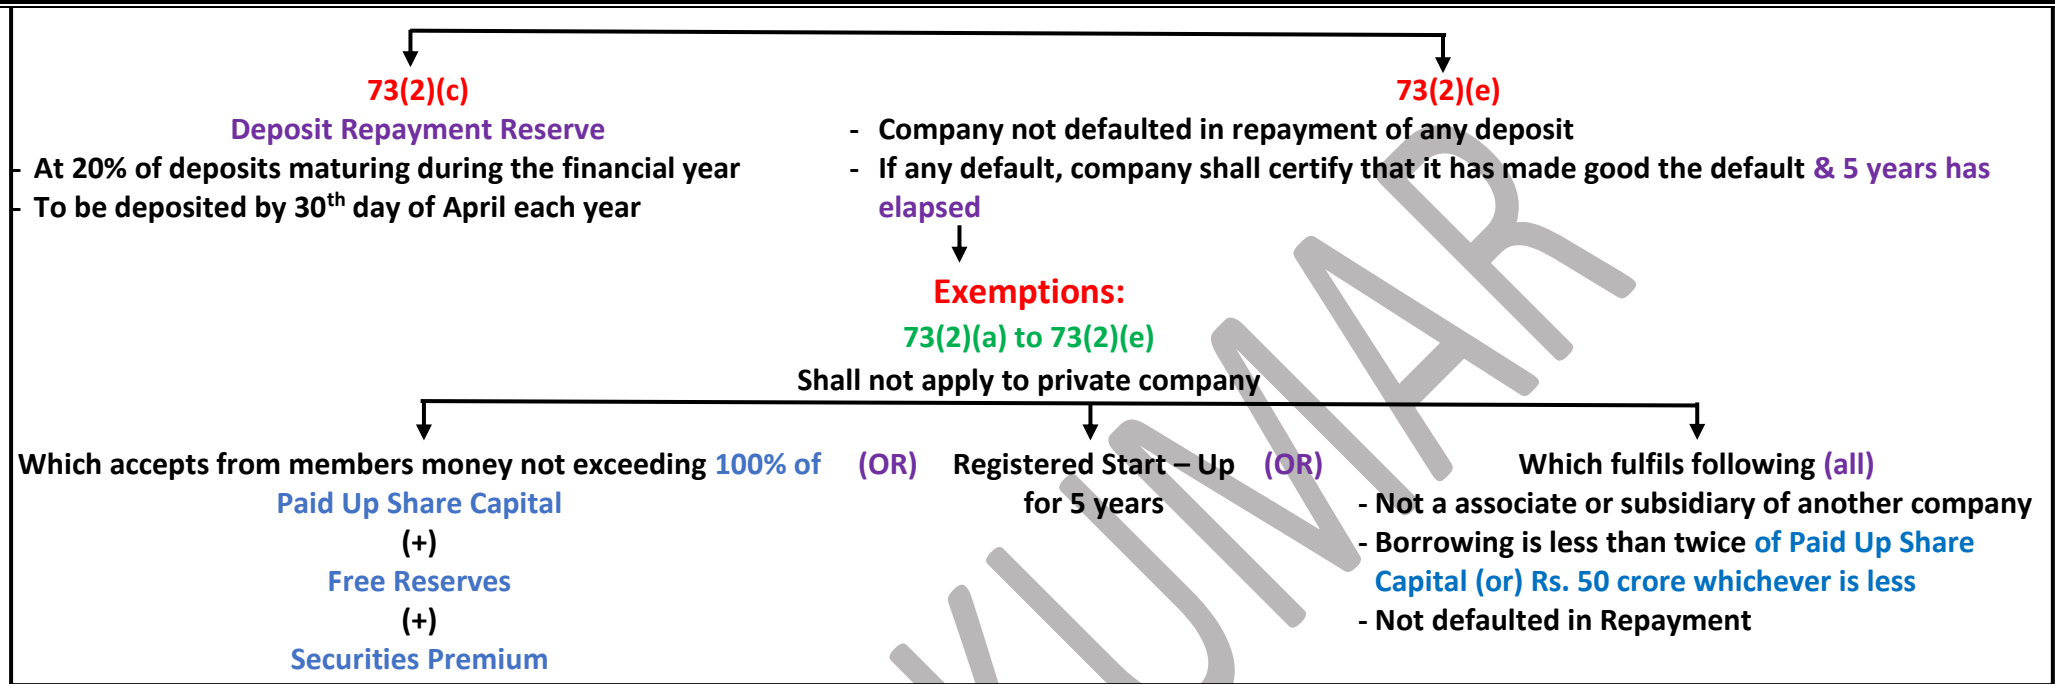 73(2)(c)
Deposit Repayment Reserve
- At 20% of deposits maturing during the financial year
- To be deposited by 30th day of April each year
73(2)(e)
- Company not defaulted in repayment of any deposit
- If any default, company shall certify that it has made good the default & 5 years has
elapsed
Exemptions:
73(2)(a) to 73(2)(e)
Shall not apply to private company
Which accepts from members money not exceeding 100% of
Paid Up Share Capital
(+)
Free Reserves
(+)
Securities Premium
(OR)
Registered Start – Up
for 5 years
(OR)
Which fulfils following (all)
- Not a associate or subsidiary of another company
- Borrowing is less than twice of Paid Up Share
Capital (or) Rs. 50 crore whichever is less
- Not defaulted in Repayment
KUMAR